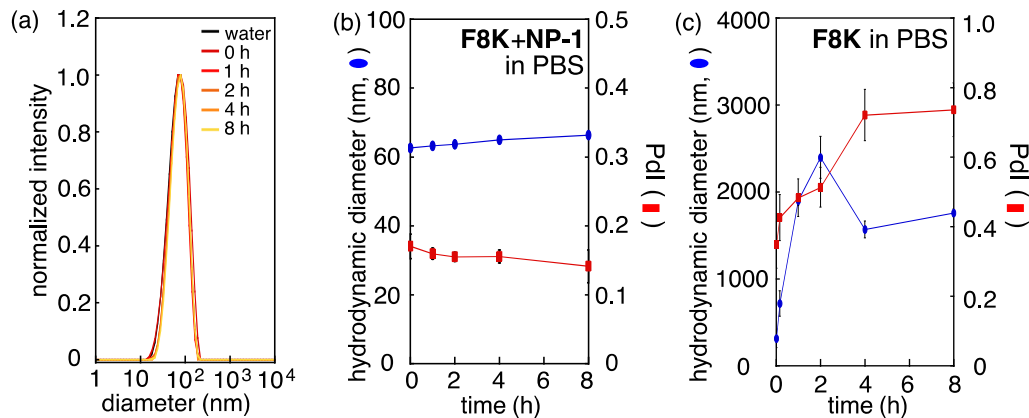 (a)
normalized intensity
1.2
1.0
0.8
0.6
0.4
0.2
0
water
0 h
1 h
2 h
4 h
8 h
1
10
10²
10³
10⁴
diameter (nm)
(b)
hydrodynamic diameter (nm, )
100
80
60
40
20
0
F8K+NP-1
in PBS
0.5
0.4
0.3
0.2
0.1
0
PdI ( )
0
2
4
6
8
time (h)
(c)
hydrodynamic diameter (nm, )
4000
3000
2000
1000
0
F8K in PBS
1.0
0.8
0.6
0.4
0.2
0
PdI ( )
0
2
4
6
8
time (h)